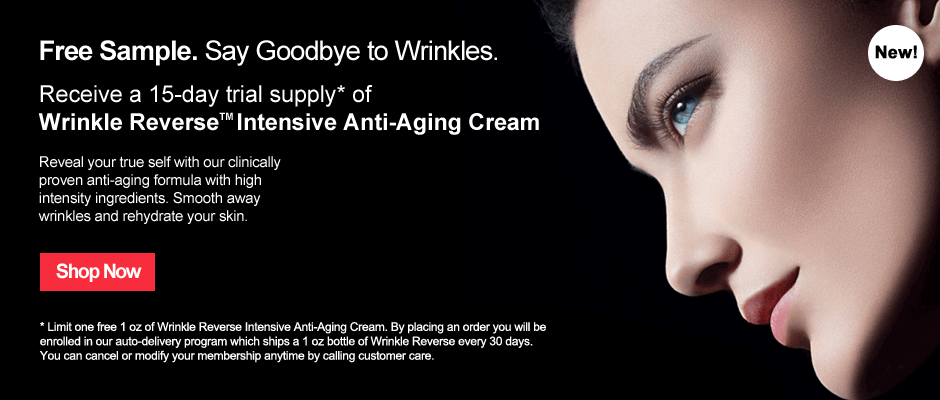 Free Sample. Say Goodbye to Wrinkles.
Receive a 15-day trial supply* of
Wrinkle Reverse™ Intensive Anti-Aging Cream
New!
Reveal your true self with our clinically
proven anti-aging formula with high
intensity ingredients. Smooth away
wrinkles and rehydrate your skin.
Shop Now
* Limit one free 1 oz of Wrinkle Reverse Intensive Anti-Aging Cream. By placing an order you will be
enrolled in our auto-delivery program which ships a 1 oz bottle of Wrinkle Reverse every 30 days.
You can cancel or modify your membership anytime by calling customer care.